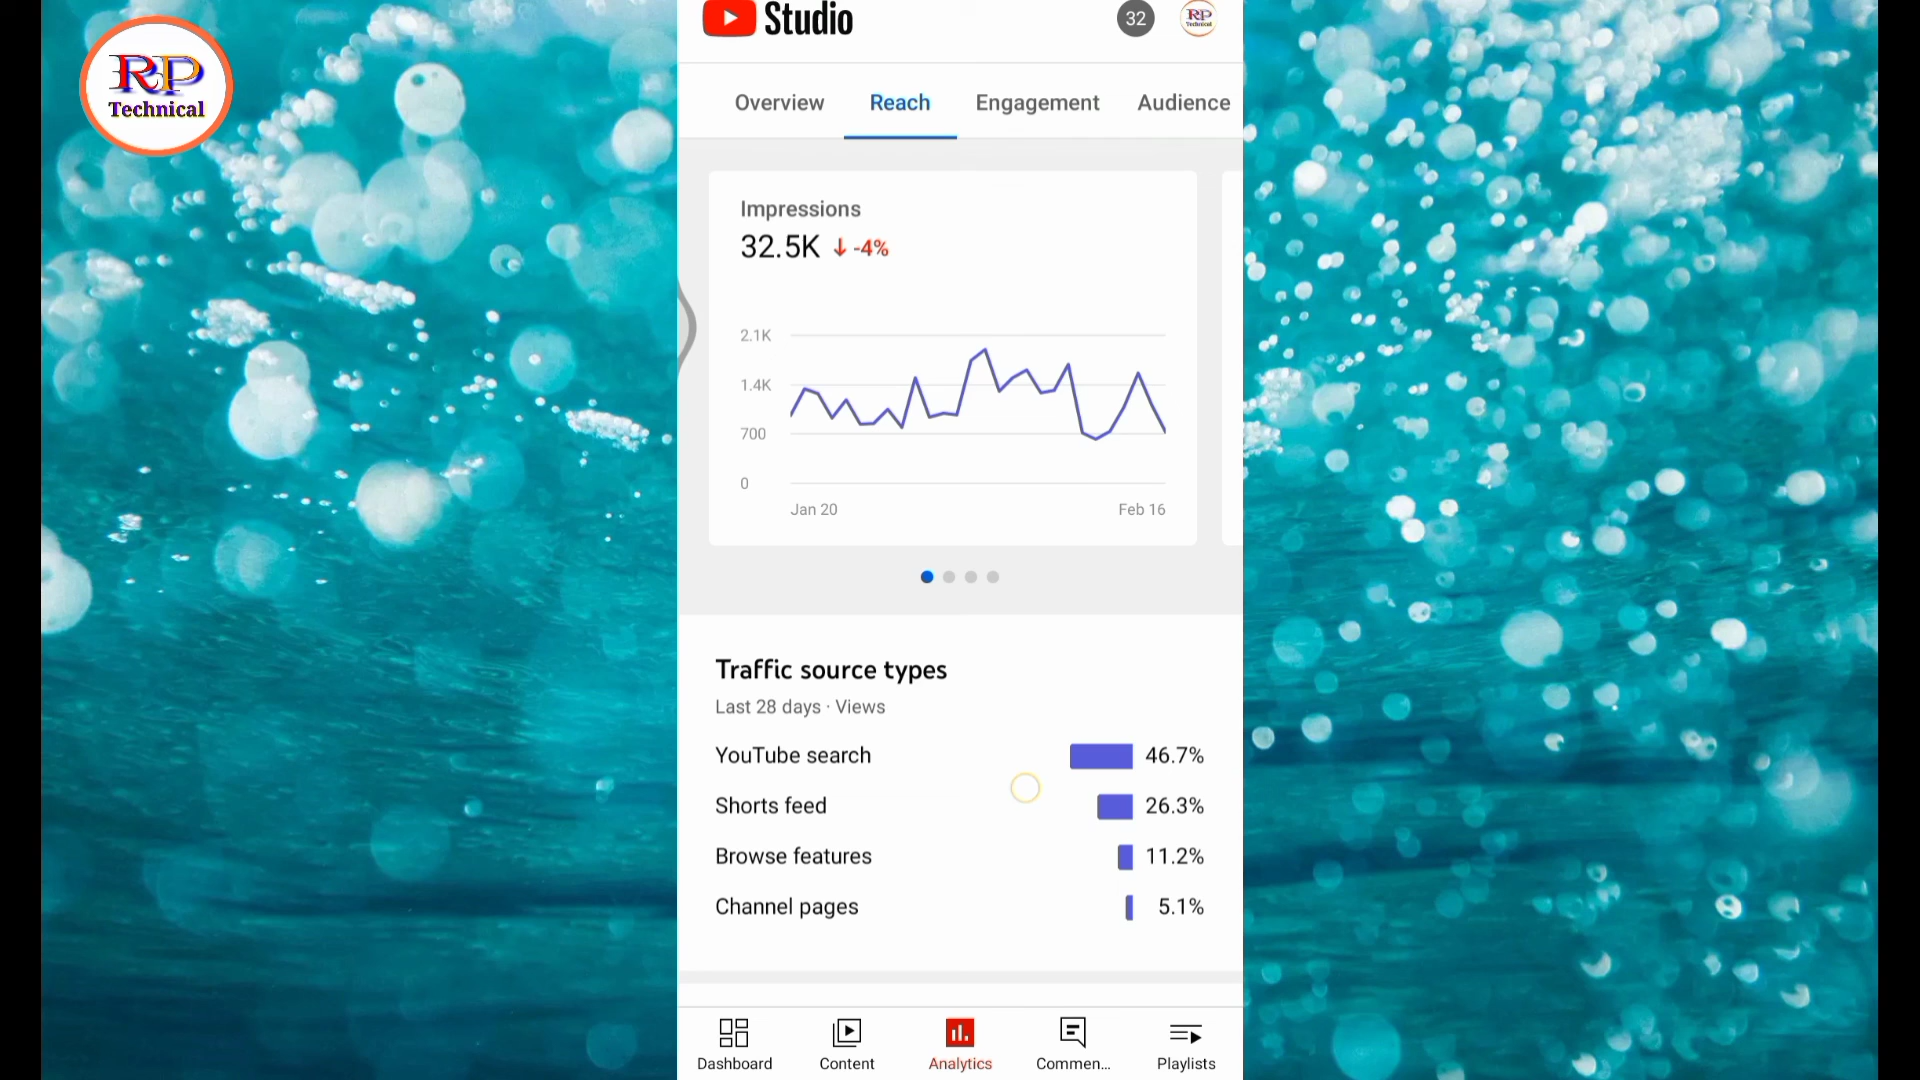 RP
Technical
Studio
32
RP
Technical
Overview
Reach
Engagement
Audience
Impressions
32.5K ↓ -4%
2.1K
1.4K
700
0
Jan 20
Feb 16
Traffic source types
Last 28 days · Views
YouTube search 46.7%
Shorts feed 26.3%
Browse features 11.2%
Channel pages 5.1%
Dashboard
Content
Analytics
Commen...
Playlists